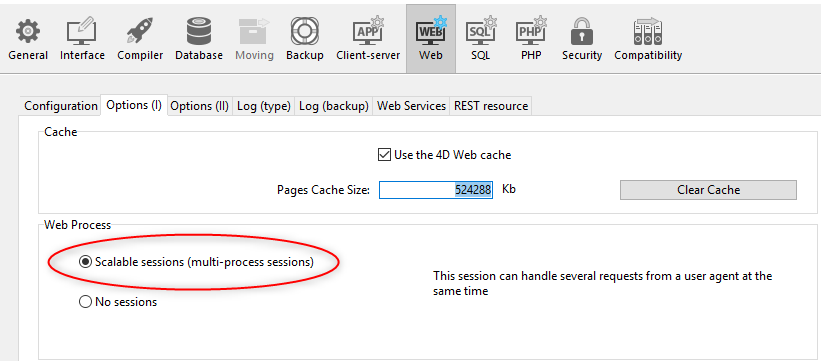 APP WEB SQL PHP
General Interface Compiler Database Moving Backup Client-server Web SQL PHP Security Compatibility
Configuration Options (I) Options (II) Log (type) Log (backup) Web Services REST resource
Cache
Use the 4D Web cache
Pages Cache Size: 524288 Kb Clear Cache
Web Process
Scalable sessions (multi-process sessions)
This session can handle several requests from a user agent at the
same time
No sessions